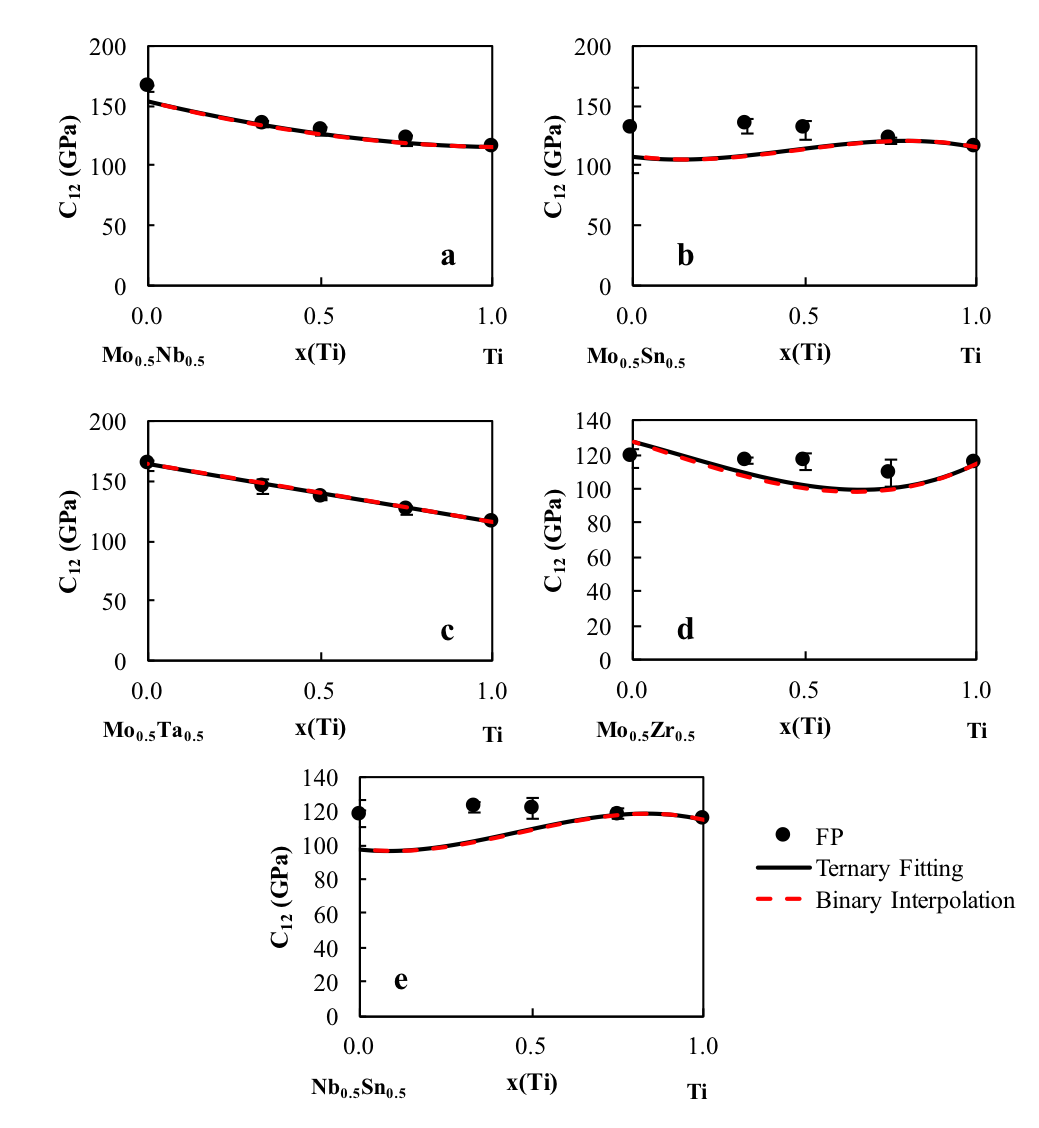 200
150
100
50
0
C₁₂ (GPa)
a
0.0
0.5
1.0
Mo₀.₅Nb₀.₅
x(Ti)
Ti
200
150
100
50
0
C₁₂ (GPa)
b
0.0
0.5
1.0
Mo₀.₅Sn₀.₅
x(Ti)
Ti
200
150
100
50
0
C₁₂ (GPa)
c
0.0
0.5
1.0
Mo₀.₅Ta₀.₅
x(Ti)
Ti
140
120
100
80
60
40
20
0
C₁₂ (GPa)
d
0.0
0.5
1.0
Mo₀.₅Zr₀.₅
x(Ti)
Ti
140
120
100
80
60
40
20
0
C₁₂ (GPa)
e
0.0
0.5
1.0
Nb₀.₅Sn₀.₅
x(Ti)
Ti
FP
Ternary Fitting
Binary Interpolation